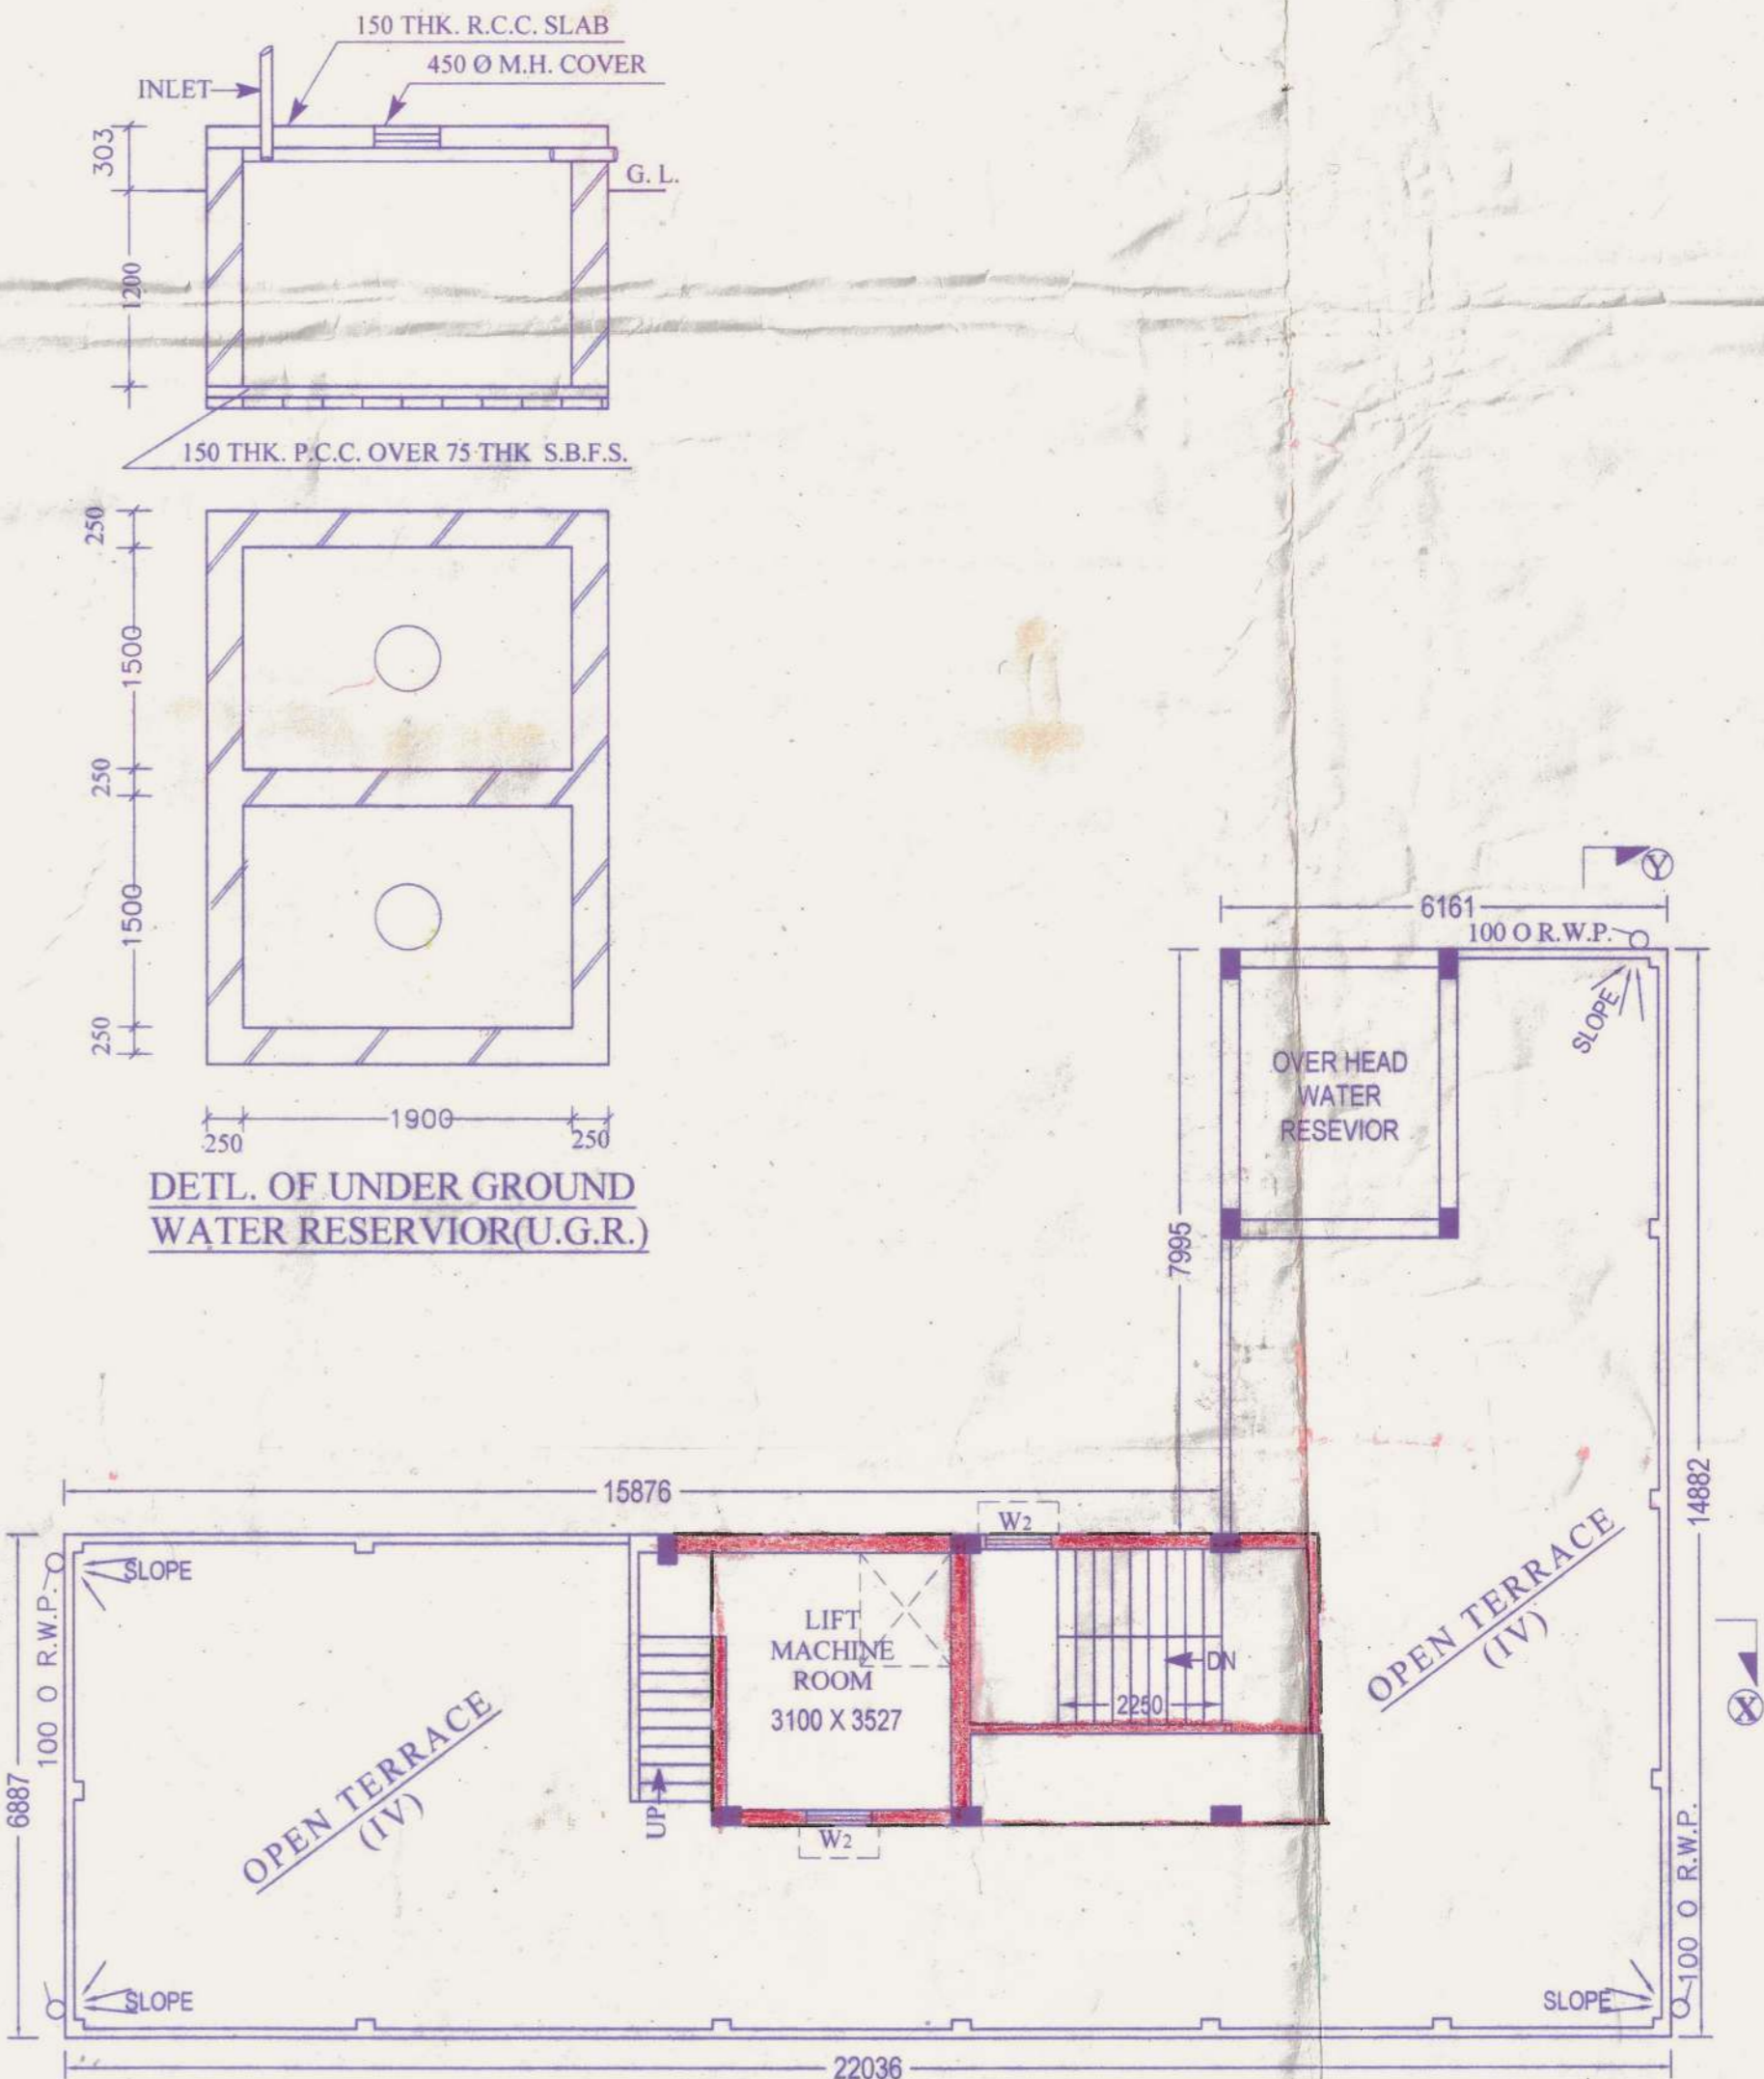 150 THK. R.C.C. SLAB
450 Ø M.H. COVER
INLET
303
G. L.
1200
150 THK. P.C.C. OVER 75 THK S.B.F.S.
250
1500
250
1500
250
1900
250
250
DETL. OF UNDER GROUND
WATER RESERVIOR(U.G.R.)
Y
6161
100 O R.W.P.
SLOPE
OVER HEAD
WATER
RESEVIOR
7995
14882
15876
W2
SLOPE
100 O R.W.P.
LIFT
MACHINE
ROOM
3100 X 3527
DN
2250
OPEN TERRACE
(IV)
X
6887
OPEN TERRACE
(IV)
UP
W2
100 O R.W.P.
SLOPE
SLOPE
22036